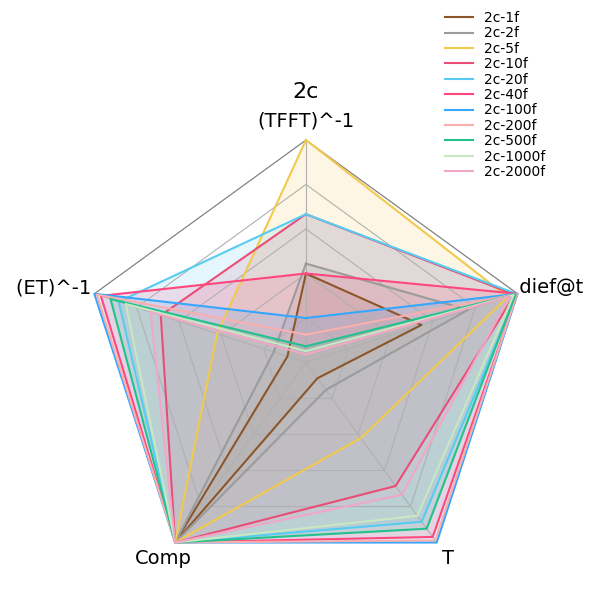 2c-1f
2c-2f
2c-5f
2c-10f
2c-20f
2c-40f
2c-100f
2c-200f
2c-500f
2c-1000f
2c-2000f
2c
(TFFT)^-1
(ET)^-1
dief@t
Comp
T